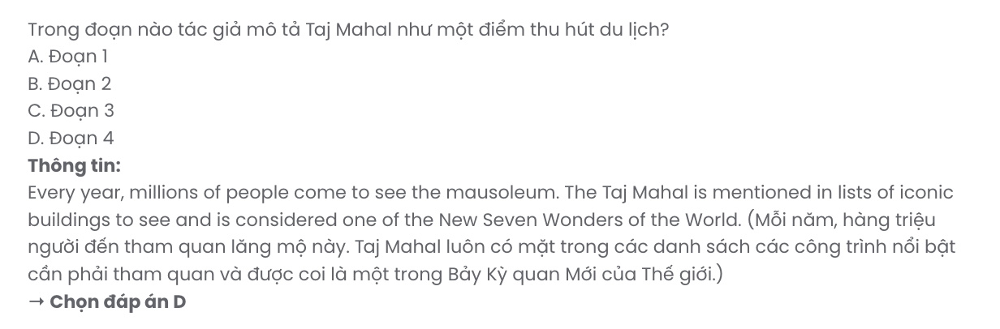 Trong đoạn nào tác giả mô tả Taj Mahal như một điểm thu hút du lịch?
A. Đoạn 1
B. Đoạn 2
C. Đoạn 3
D. Đoạn 4
Thông tin:
Every year, millions of people come to see the mausoleum. The Taj Mahal is mentioned in lists of iconic
buildings to see and is considered one of the New Seven Wonders of the World. (Mỗi năm, hàng triệu
người đến tham quan lăng mộ này. Taj Mahal luôn có mặt trong các danh sách các công trình nổi bật
cần phải tham quan và được coi là một trong Bảy Kỳ quan Mới của Thế giới.)
→ Chọn đáp án D